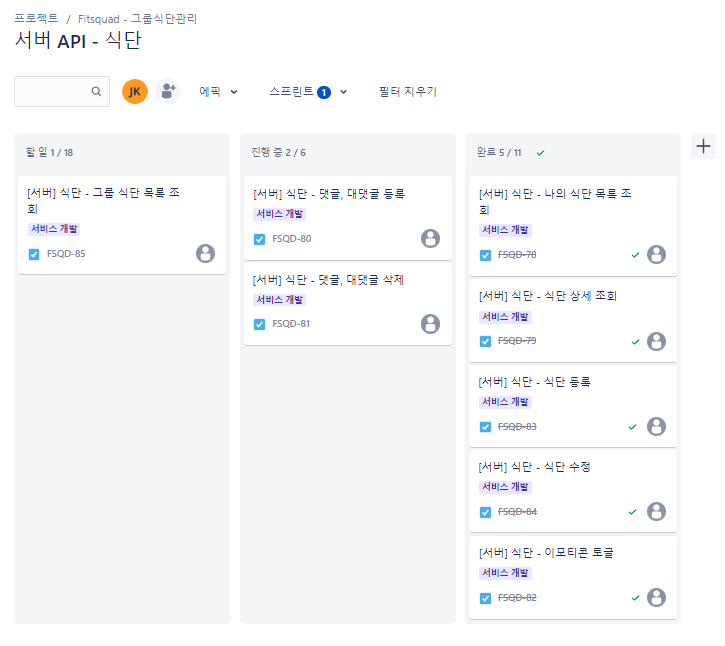 프로젝트 / Fitsquad - 그룹식단관리
서버 API - 식단
JK
에픽
스프린트 1
필터 지우기
할 일 1 / 18
[서버] 식단 - 그룹 식단 목록 조
회
서비스 개발
FSQD-85
진행 중 2 / 6
[서버] 식단 - 댓글, 대댓글 등록
서비스 개발
FSQD-80
[서버] 식단 - 댓글, 대댓글 삭제
서비스 개발
FSQD-81
완료 5 / 11
[서버] 식단 - 나의 식단 목록 조
회
서비스 개발
FSQD-78
[서버] 식단 - 식단 상세 조회
서비스 개발
FSQD-79
[서버] 식단 - 식단 등록
서비스 개발
FSQD-83
[서버] 식단 - 식단 수정
서비스 개발
FSQD-84
[서버] 식단 - 이모티콘 토글
서비스 개발
FSQD-82